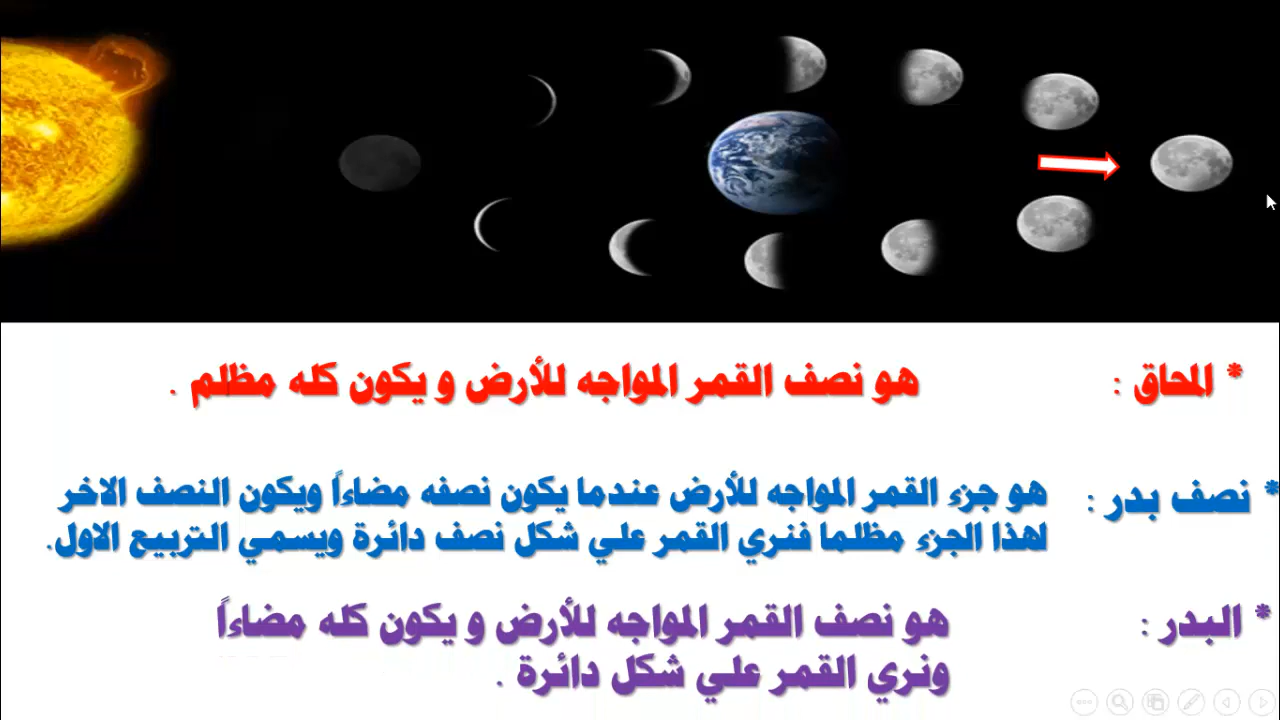 * المحاق : هو نصف القمر المواجه للأرض و يكون كله مظلم .
* نصف بدر : هو جزء القمر المواجه للأرض عندما يكون نصفه مضاءاً ويكون النصف الاخر
لهذا الجزء مظلما فنري القمر علي شكل نصف دائرة ويسمي التربيع الاول.
* البدر : هو نصف القمر المواجه للأرض و يكون كله مضاءاً
ونري القمر علي شكل دائرة .